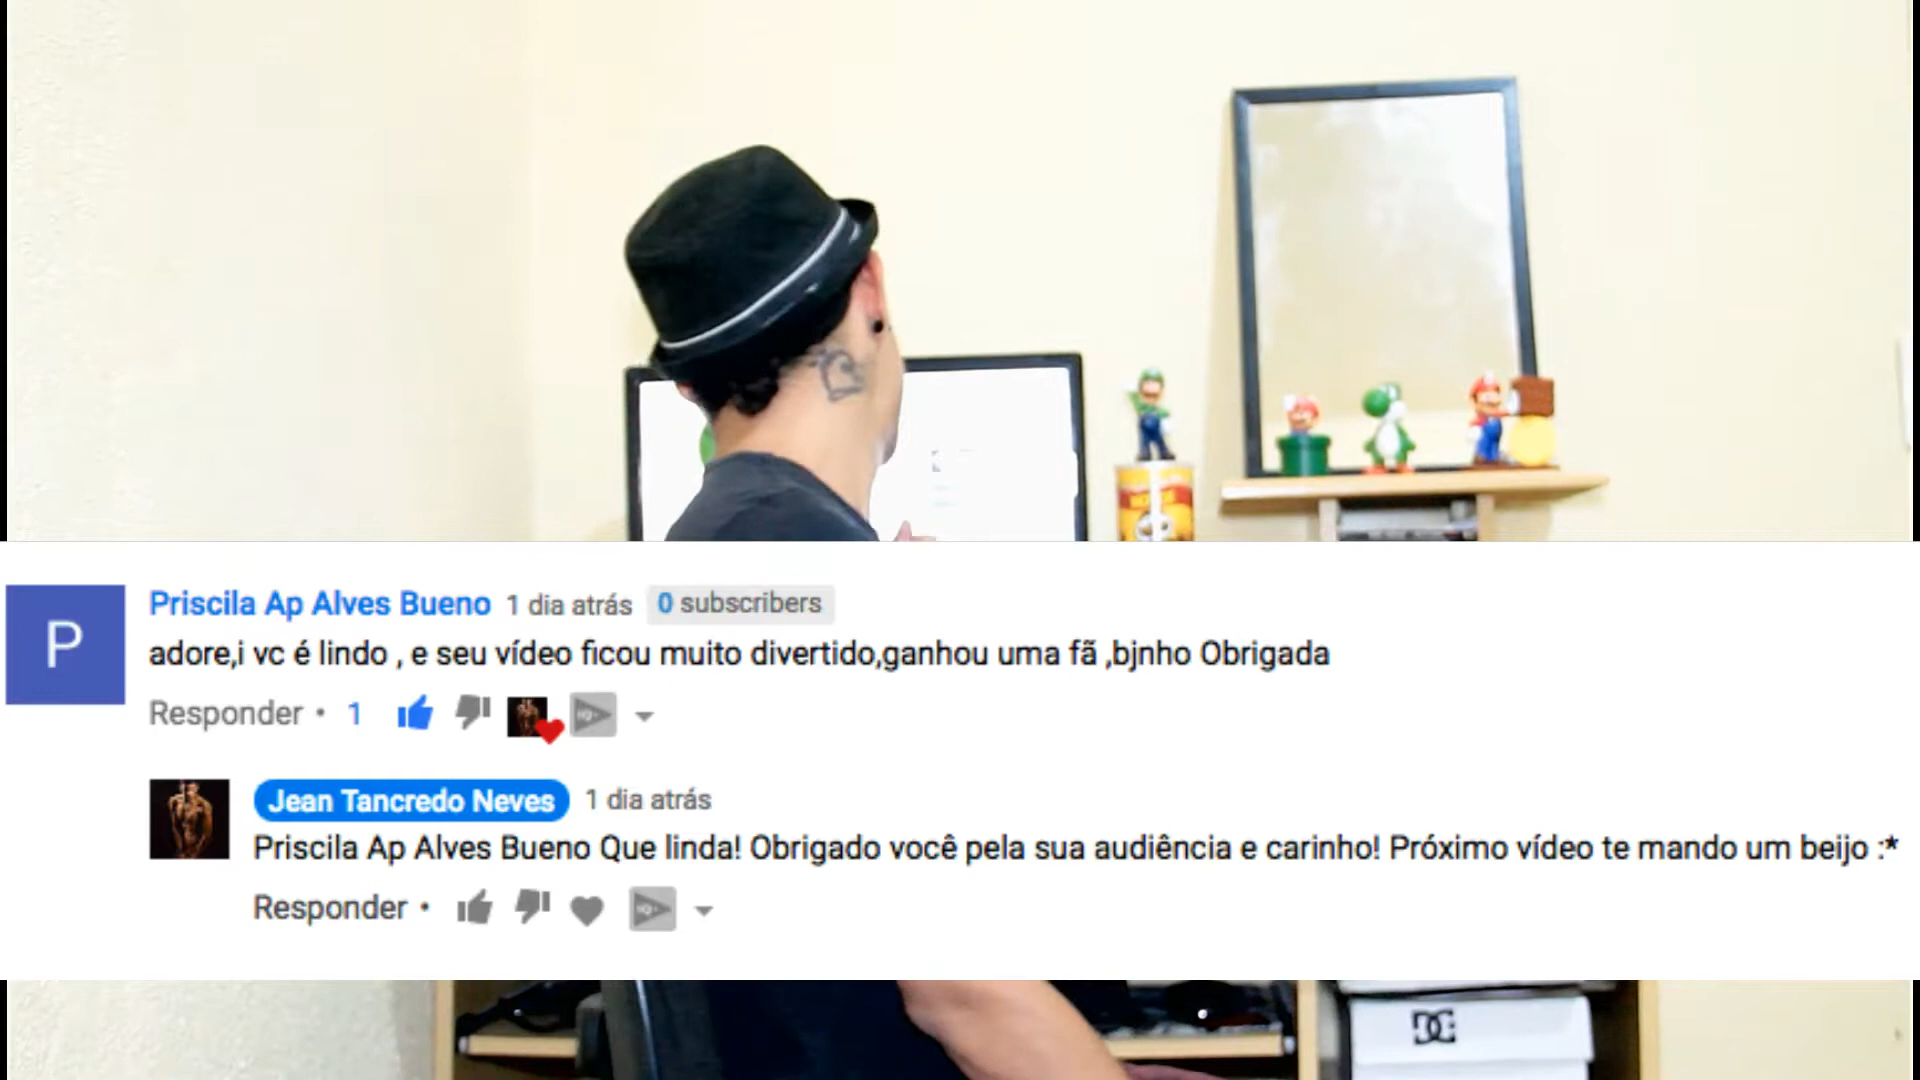 P
Priscila Ap Alves Bueno 1 dia atrás 0 subscribers
adore,i vc é lindo , e seu vídeo ficou muito divertido,ganhou uma fã ,bjnho Obrigada
Responder • 1
Jean Tancredo Neves 1 dia atrás
Priscila Ap Alves Bueno Que linda! Obrigado você pela sua audiência e carinho! Próximo vídeo te mando um beijo :*
Responder •
DC